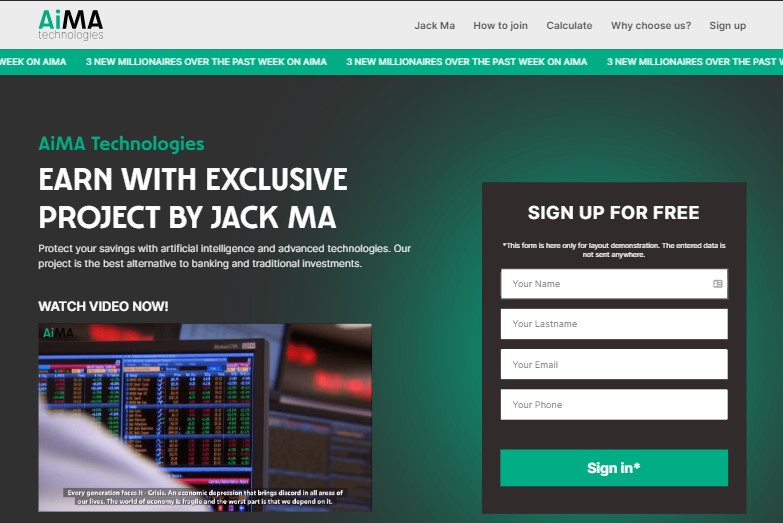 AiMA
technologies
Jack Ma How to join Calculate Why choose us? Sign up
WEEK ON AIMA 3 NEW MILLIONAIRES OVER THE PAST WEEK ON AIMA 3 NEW MILLIONAIRES OVER THE PAST WEEK ON AIMA 3 NEW MILLIONAIRES OVER THE PAST W
AiMA Technologies
EARN WITH EXCLUSIVE
PROJECT BY JACK MA
Protect your savings with artificial intelligence and advanced technologies. Our
project is the best alternative to banking and traditional investments.
WATCH VIDEO NOW!
AiMA
Every generation faces it - Crisis. An economic depression that brings discord in all areas of
our lives. The world of economy is fragile and the worst part is that we depend on it.
SIGN UP FOR FREE
*This form is here only for layout demonstration. The entered data is
not sent anywhere.
Your Name
Your Lastname
Your Email
Your Phone
Sign in*